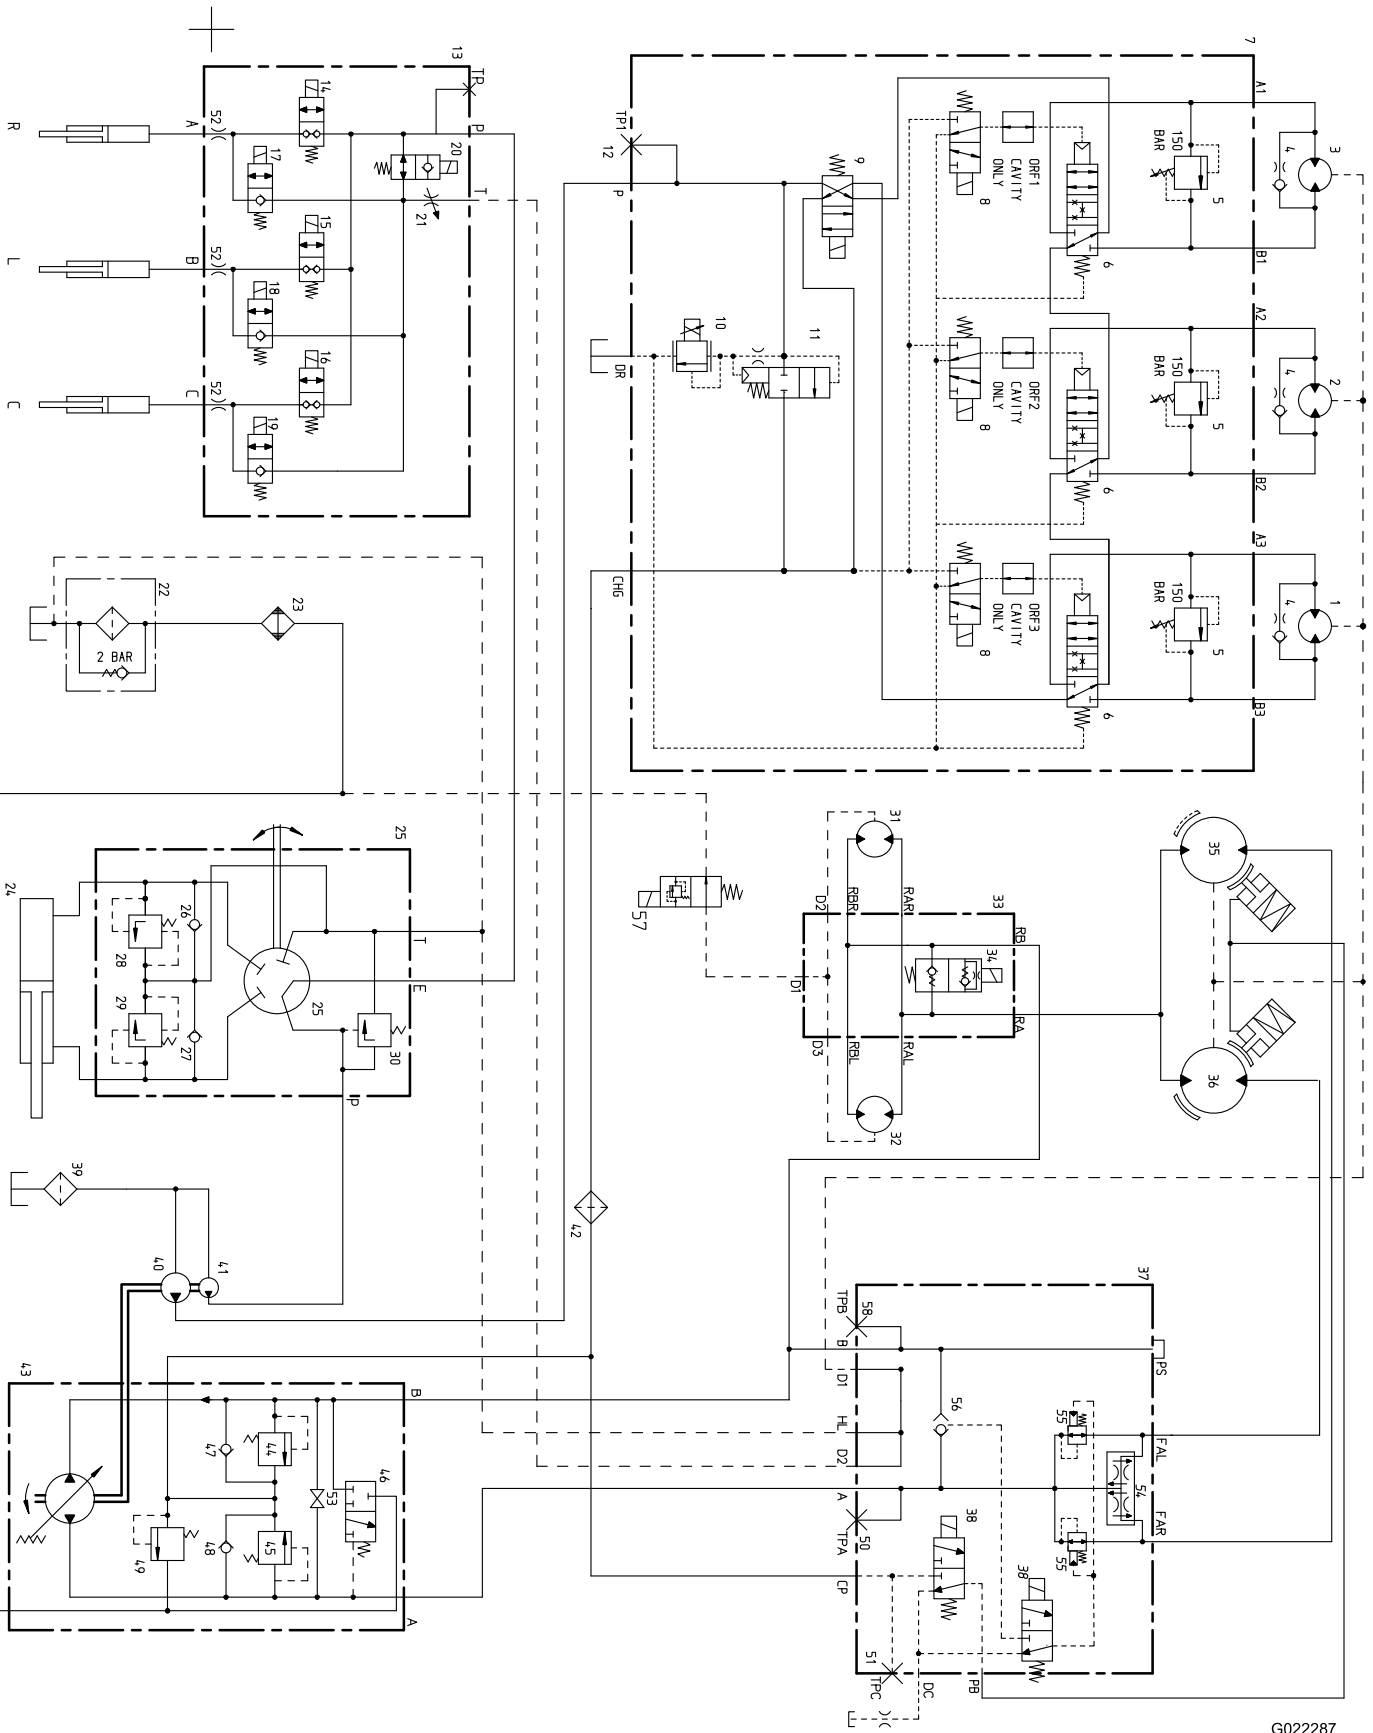 7
A1
3
4
150
BAR
5
ORF1
CAVITY
ONLY
8
6
B1
A2
2
4
150
BAR
5
ORF2
CAVITY
ONLY
8
6
B2
A3
1
4
150
BAR
5
ORF3
CAVITY
ONLY
8
6
B3
TP1
12
P
9
10
11
DR
CHG
13
TP
P
T
14
17
15
18
16
19
20
21
52
52
52
A
B
C
R
L
C
22
2 BAR
23
24
25
25
26
27
28
29
30
T
E
P
57
31
32
33
34
D2
RBR
RAR
RB
D1
RA
D3
RBL
RAL
35
36
39
40
41
42
37
TPB
58
B
D1
H
D2
A
TPA
50
CP
51
TPC
DC
PB
PS
FAL
FAR
54
55
55
56
38
38
43
B
A
44
45
46
47
48
49
53
G022287